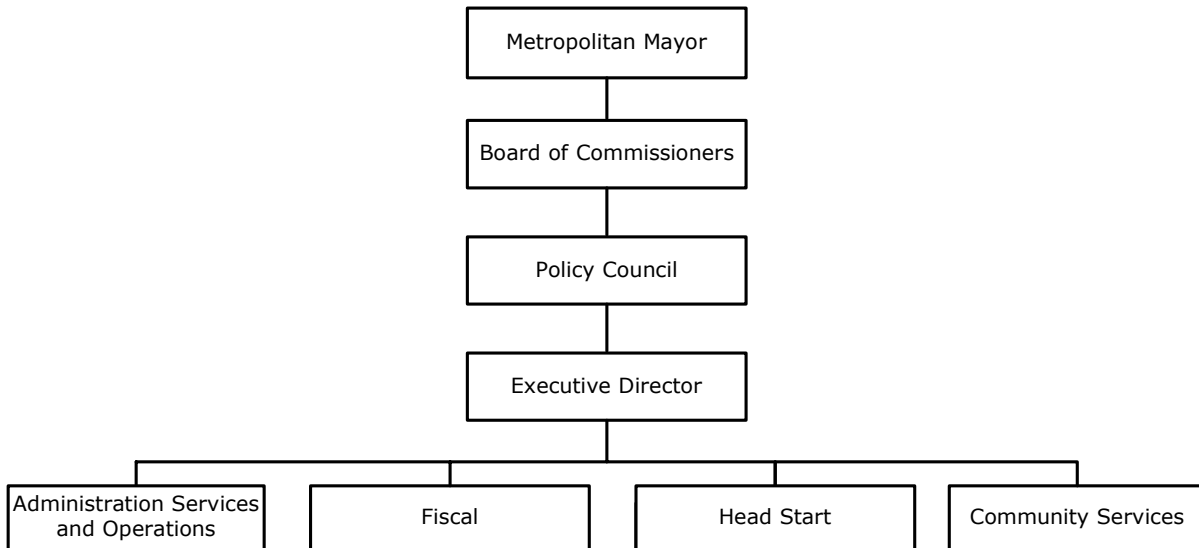 Metropolitan Mayor
Board of Commissioners
Policy Council
Executive Director
Administration Services
and Operations
Fiscal
Head Start
Community Services